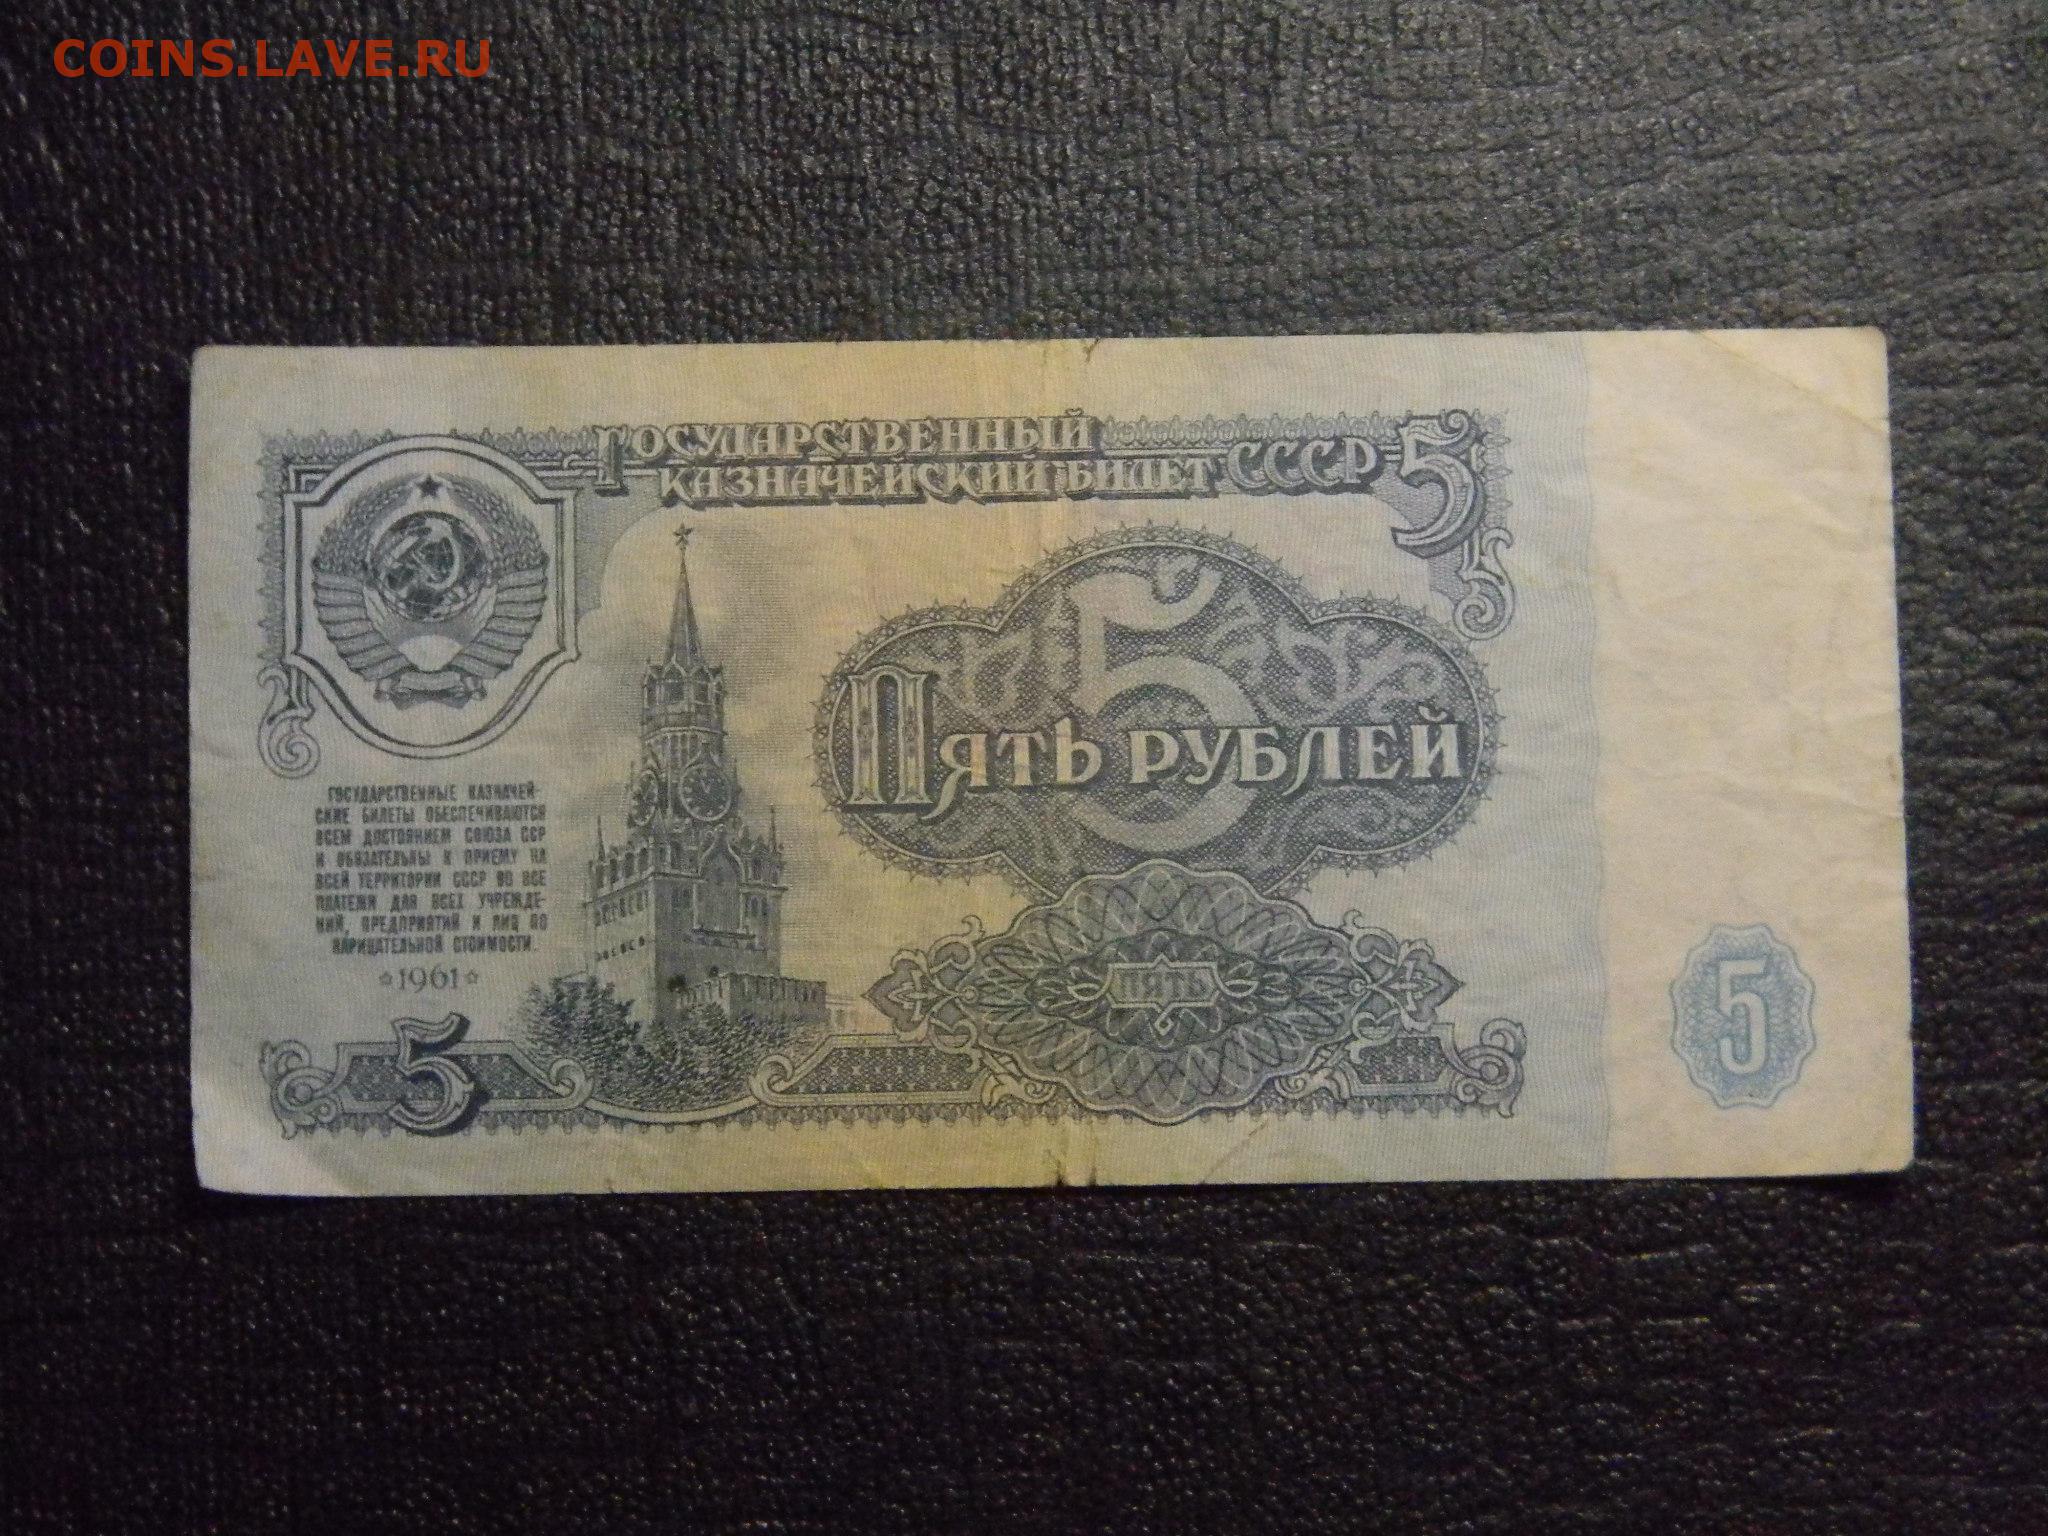 COINS.LAVE.RU
ГОСУДАРСТВЕННЫЙ
КАЗНАЧЕЙСКИЙ БИЛЕТ СССР 5
5
ПЯТЬ РУБЛЕЙ
ГОСУДАРСТВЕННЫЕ КАЗНАЧЕЙ-
СКИЕ БИЛЕТЫ ОБЕСПЕЧИВАЮТСЯ
ВСЕМ ДОСТОЯНИЕМ СОЮЗА ССР
И ОБЯЗАТЕЛЬНЫ К ПРИЕМУ НА
ВСЕЙ ТЕРРИТОРИИ СССР ВО ВСЕ
ПЛАТЕЖИ ДЛЯ ВСЕХ УЧРЕЖДЕ-
НИЙ, ПРЕДПРИЯТИЙ И ЛИЦ ПО
НАРИЦАТЕЛЬНОЙ СТОИМОСТИ.
1961
ПЯТЬ
5
5